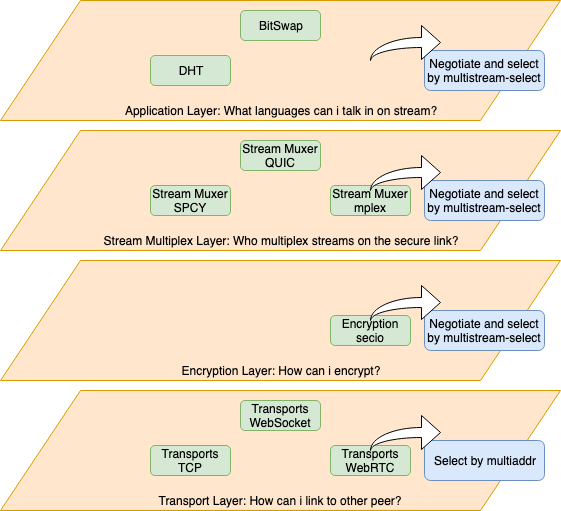 BitSwap
DHT
Negotiate and select
by multistream-select
Application Layer: What languages can i talk in on stream?
Stream Muxer
QUIC
Stream Muxer
SPCY
Stream Muxer
mplex
Negotiate and select
by multistream-select
Stream Multiplex Layer: Who multiplex streams on the secure link?
Encryption
secio
Negotiate and select
by multistream-select
Encryption Layer: How can i encrypt?
Transports
WebSocket
Transports
TCP
Transports
WebRTC
Select by multiaddr
Transport Layer: How can i link to other peer?